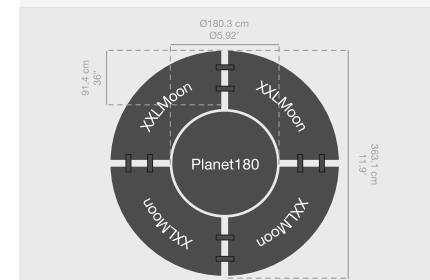 Ø180.3 cm
Ø5.92'
91.4 cm
36"
XXLMoon
XXLMoon
Planet180
363.1 cm
11.9'
XXLMoon
XXLMoon